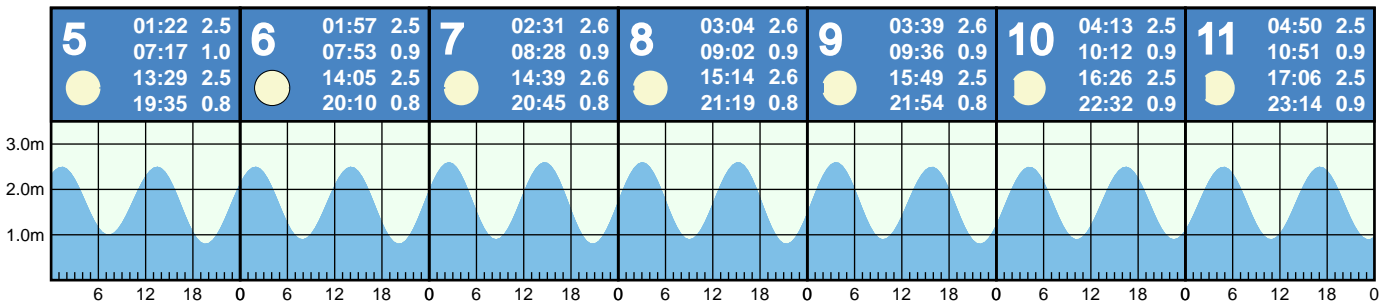 5 01:22 2.5 6 01:57 2.5 7 02:31 2.6 8 03:04 2.6 9 03:39 2.6 10 04:13 2.5 11 04:50 2.5
07:17 1.0 07:53 0.9 08:28 0.9 09:02 0.9 09:36 0.9 10:12 0.9 10:51 0.9
13:29 2.5 14:05 2.5 14:39 2.6 15:14 2.6 15:49 2.5 16:26 2.5 17:06 2.5
19:35 0.8 20:10 0.8 20:45 0.8 21:19 0.8 21:54 0.8 22:32 0.9 23:14 0.9
3.0m
2.0m
1.0m
6 12 18 0 6 12 18 0 6 12 18 0 6 12 18 0 6 12 18 0 6 12 18 0 6 12 18 0